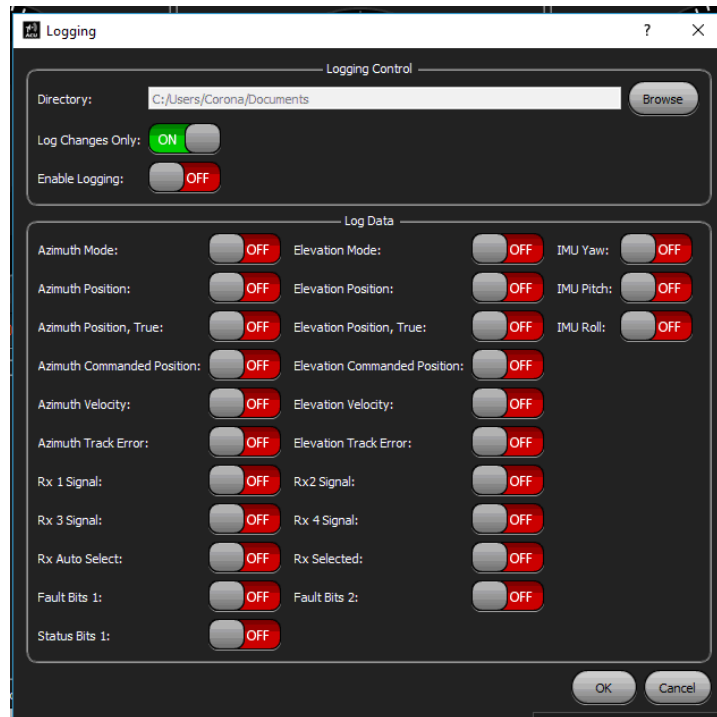 ACU Logging ? X
Logging Control
Directory: C:/Users/Corona/Documents Browse
Log Changes Only: ON
Enable Logging: OFF
Log Data
Azimuth Mode: OFF Elevation Mode: OFF IMU Yaw: OFF
Azimuth Position: OFF Elevation Position: OFF IMU Pitch: OFF
Azimuth Position, True: OFF Elevation Position, True: OFF IMU Roll: OFF
Azimuth Commanded Position: OFF Elevation Commanded Position: OFF
Azimuth Velocity: OFF Elevation Velocity: OFF
Azimuth Track Error: OFF Elevation Track Error: OFF
Rx 1 Signal: OFF Rx2 Signal: OFF
Rx 3 Signal: OFF Rx 4 Signal: OFF
Rx Auto Select: OFF Rx Selected: OFF
Fault Bits 1: OFF Fault Bits 2: OFF
Status Bits 1: OFF
OK Cancel